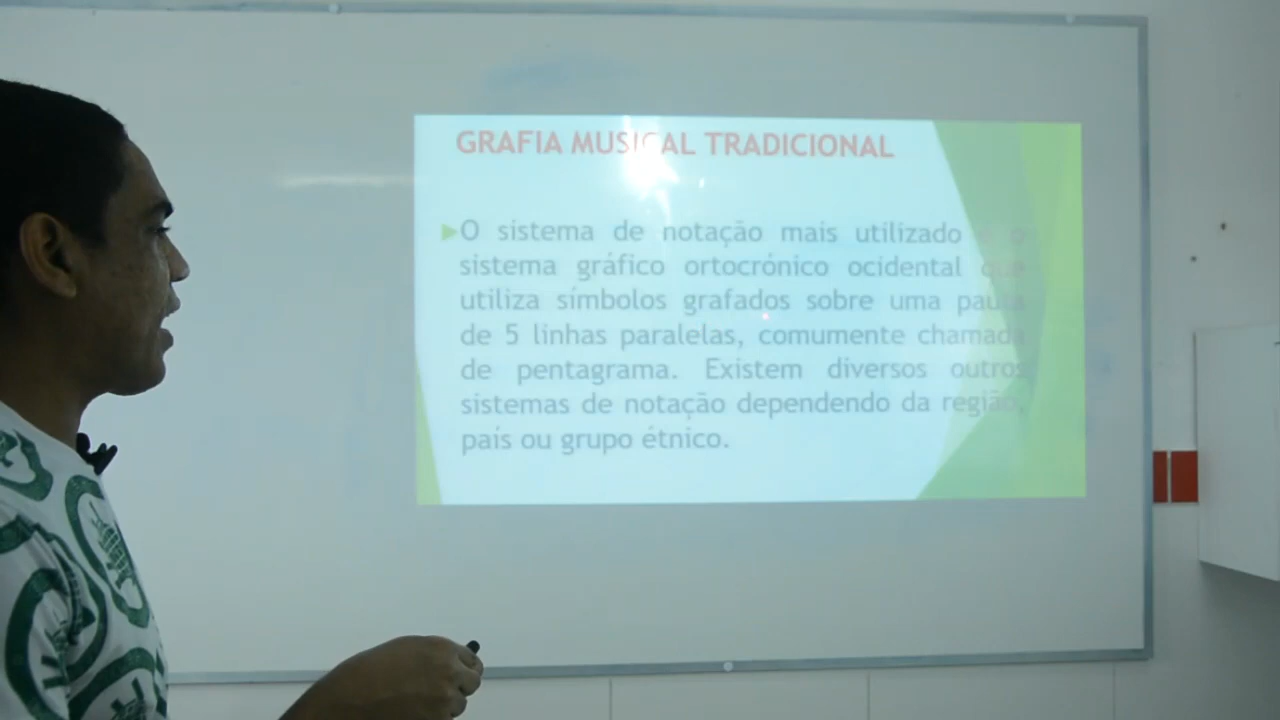 GRAFIA MUSICAL TRADICIONAL
O sistema de notação mais utilizado é o
sistema gráfico ortocrónico ocidental que
utiliza símbolos grafados sobre uma pauta
de 5 linhas paralelas, comumente chamada
de pentagrama. Existem diversos outros
sistemas de notação dependendo da região,
país ou grupo étnico.